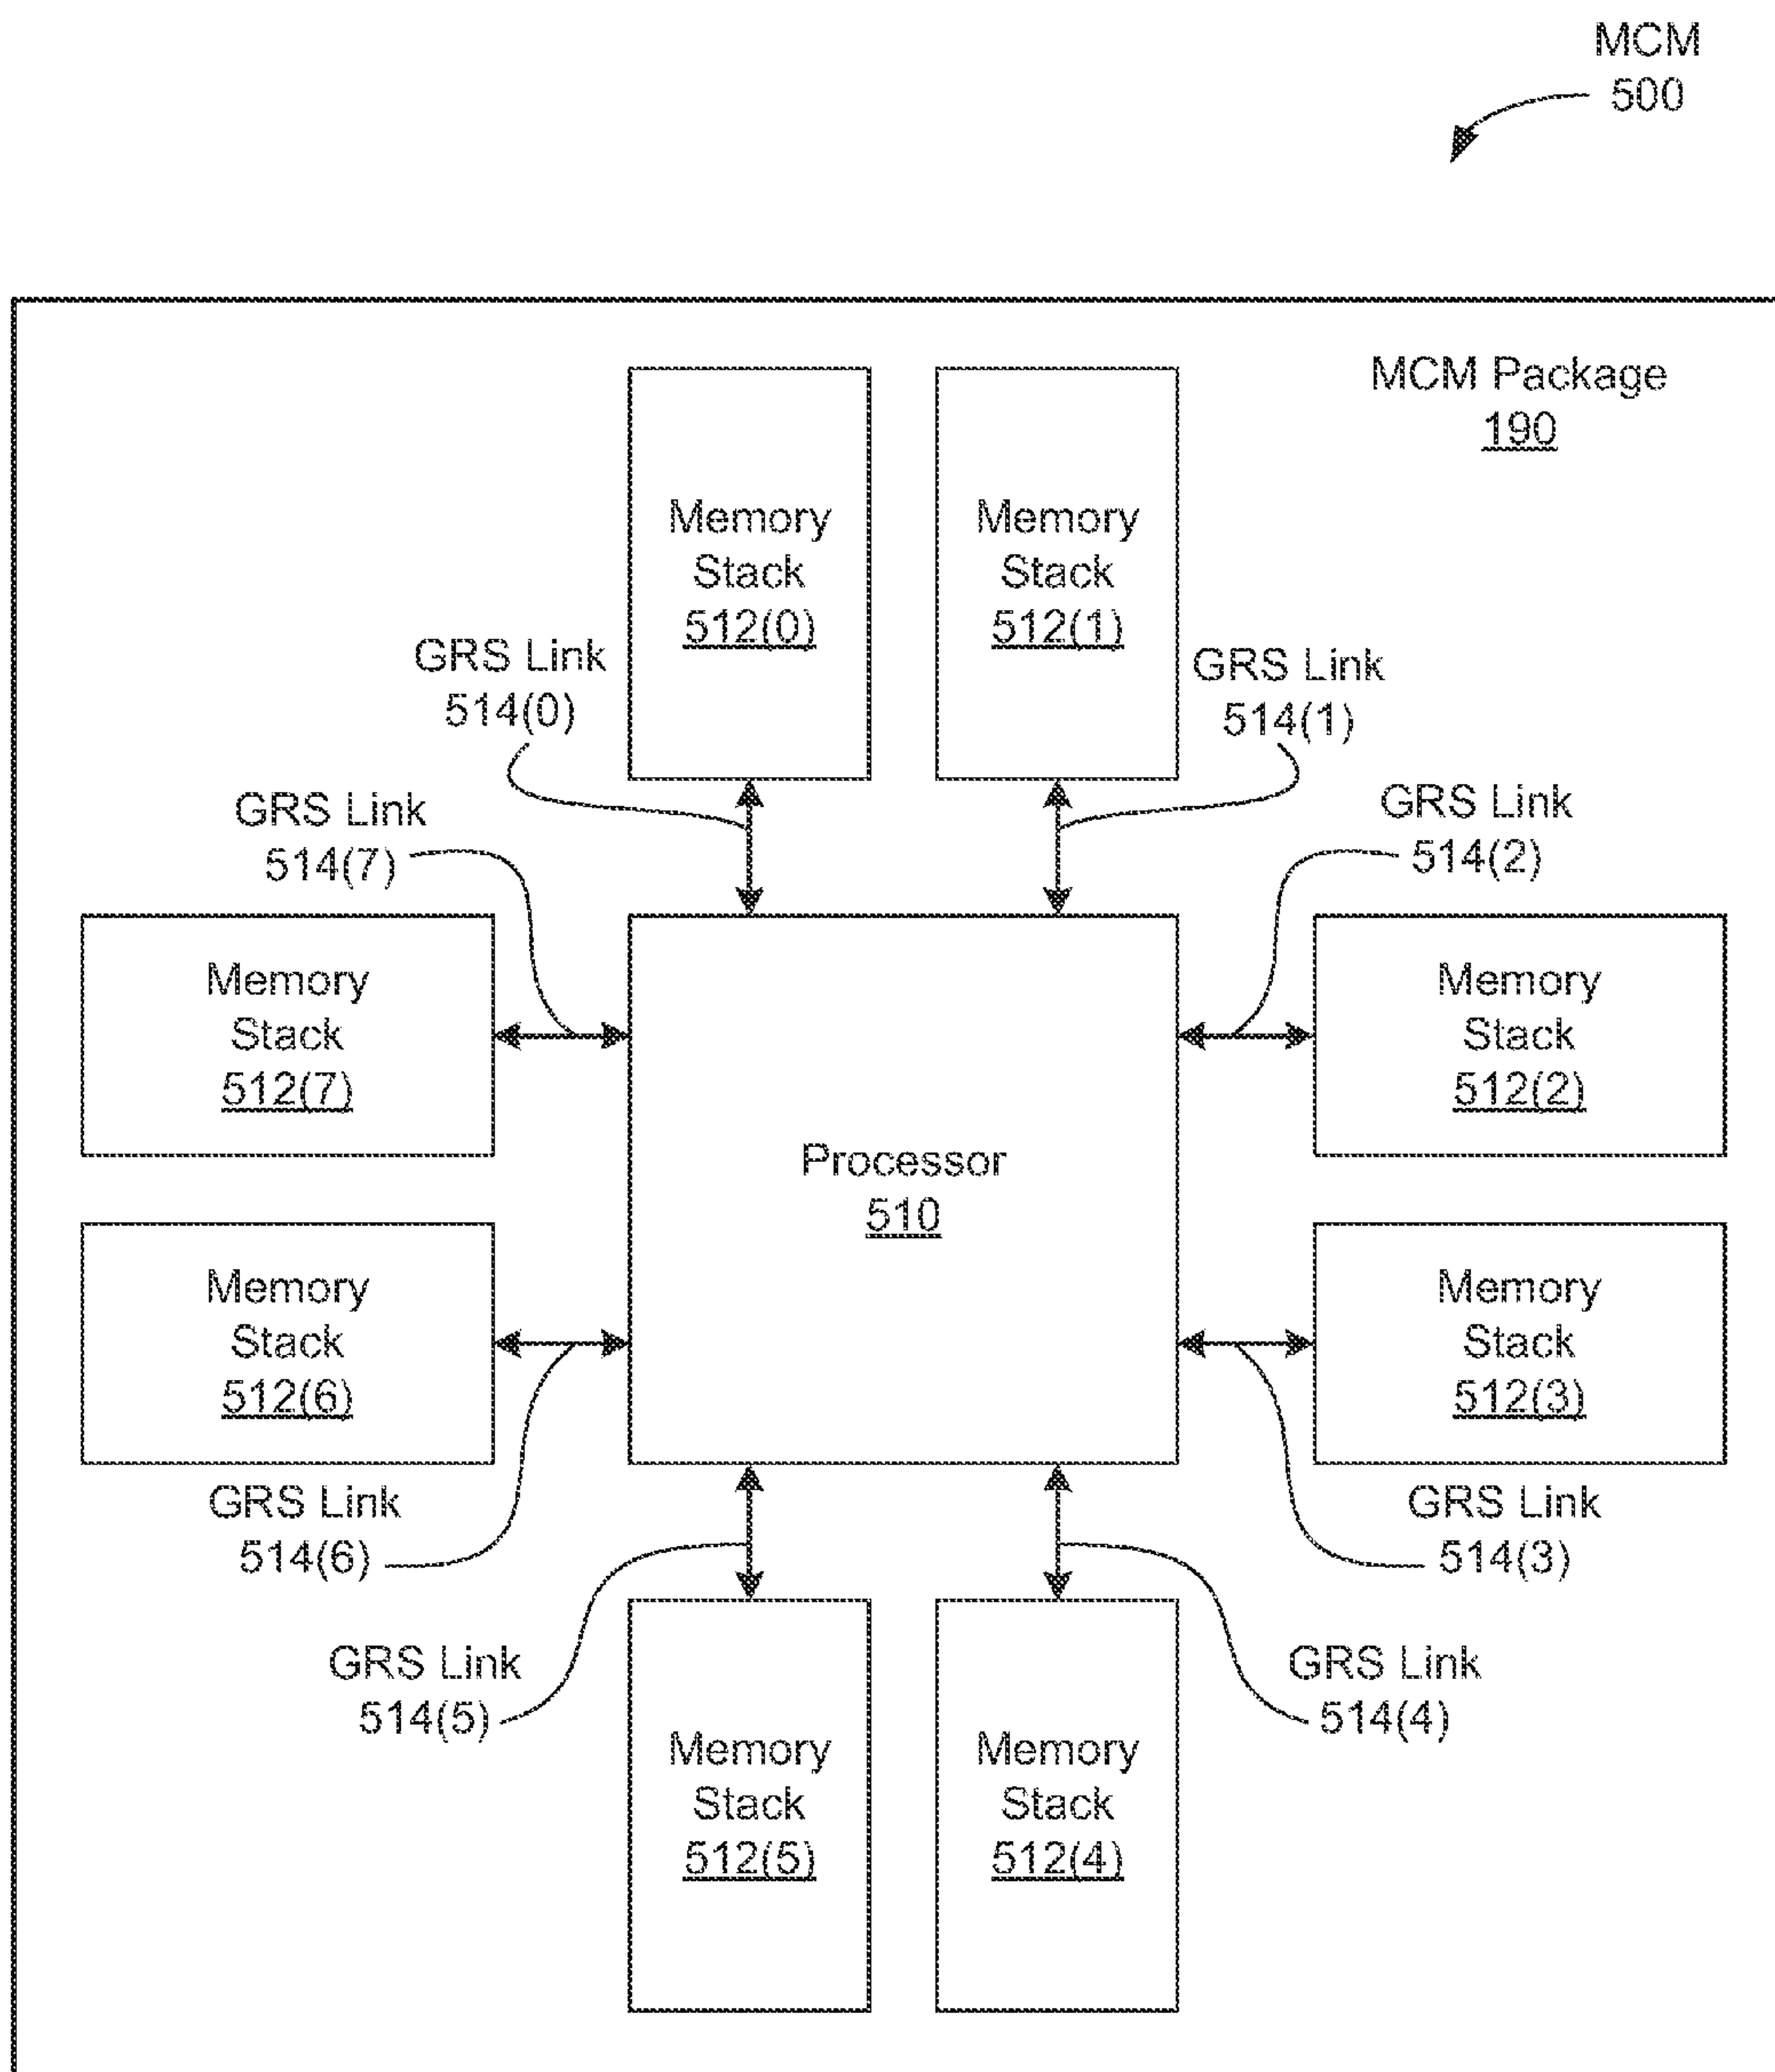 MCM
500
MCM Package
190
Memory
Stack
512(0)
Memory
Stack
512(1)
GRS Link
514(0)
GRS Link
514(1)
GRS Link
514(7)
GRS Link
514(2)
Memory
Stack
512(7)
Memory
Stack
512(2)
Processor
510
Memory
Stack
512(6)
Memory
Stack
512(3)
GRS Link
514(6)
GRS Link
514(3)
GRS Link
514(5)
GRS Link
514(4)
Memory
Stack
512(5)
Memory
Stack
512(4)